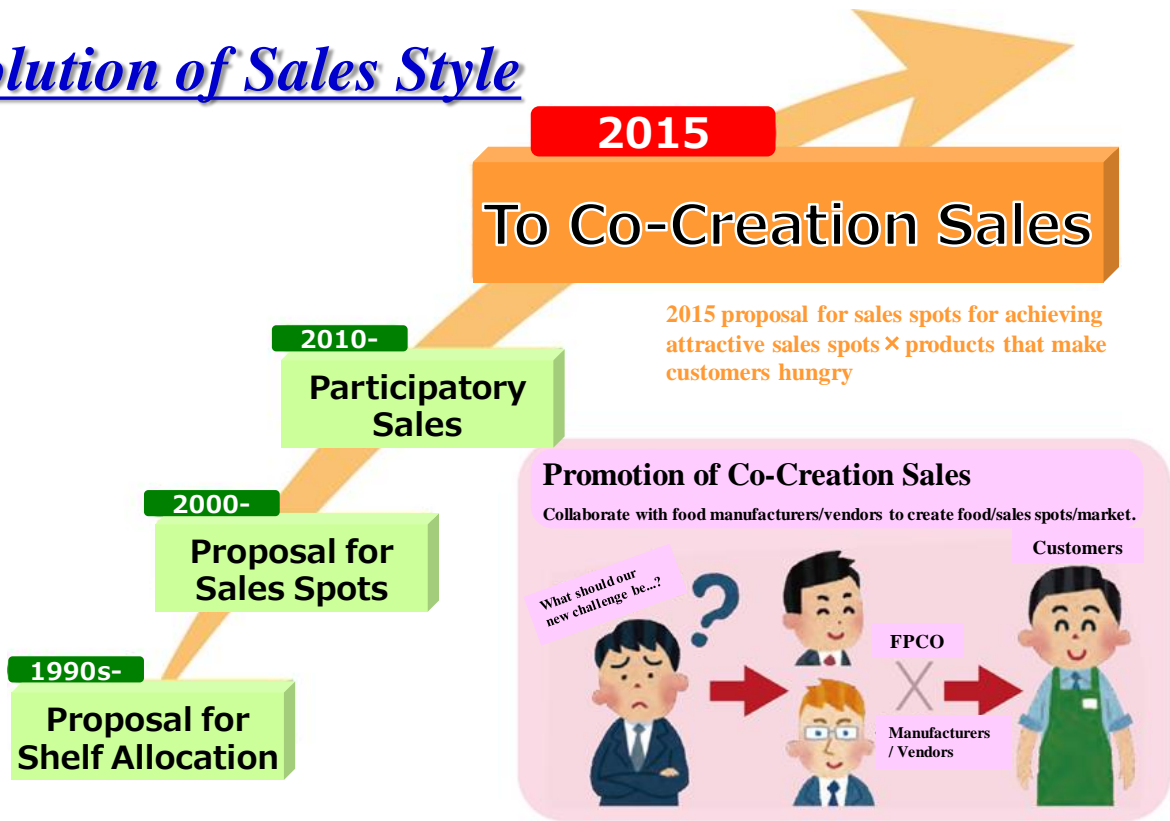 olution of Sales Style
2015
To Co-Creation Sales
2015 proposal for sales spots for achieving
attractive sales spots × products that make
customers hungry
2010-
Participatory
Sales
2000-
Proposal for
Sales Spots
1990s-
Proposal for
Shelf Allocation
Promotion of Co-Creation Sales
Collaborate with food manufacturers/vendors to create food/sales spots/market.
What should our
new challenge be...?
?
FPCO
X
Manufacturers
/ Vendors
Customers